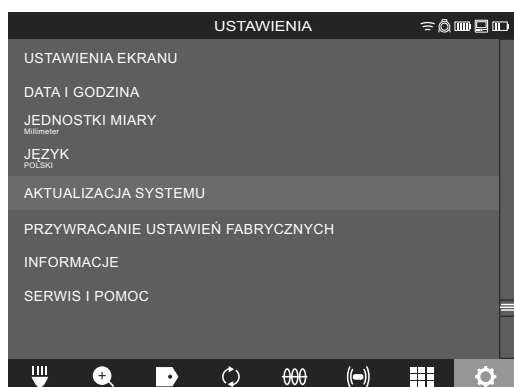 USTAWIENIA
USTAWIENIA EKRANU
DATA I GODZINA
JEDNOSTKI MIARY
Millimeter
JĘZYK
POLSKI
AKTUALIZACJA SYSTEMU
PRZYWRACANIE USTAWIEŃ FABRYCZNYCH
INFORMACJE
SERWIS I POMOC